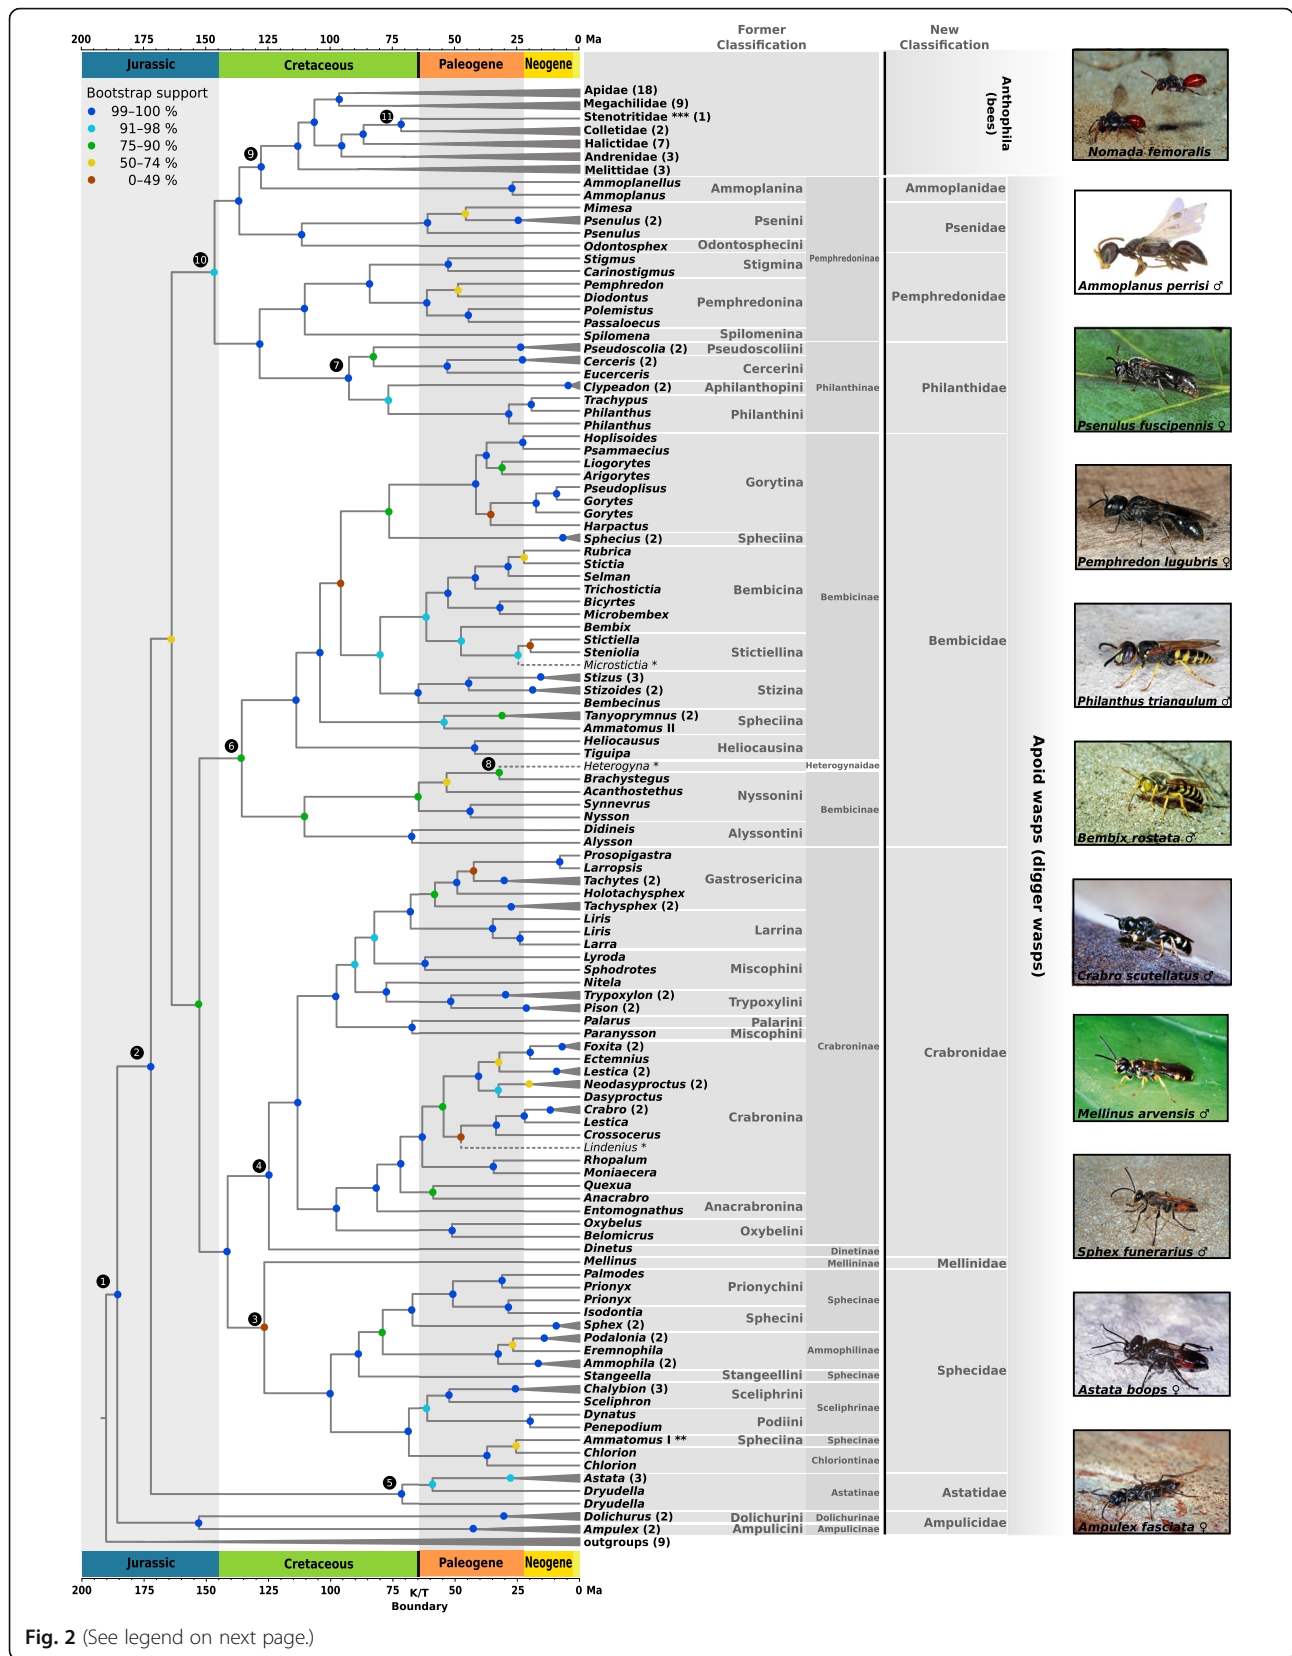 200 175 150 125 100 75 50 25 0 Ma
Former Classification
New Classification
Jurassic Cretaceous Paleogene Neogene
Bootstrap support
99–100 %
91–98 %
75–90 %
50–74 %
0–49 %
Apidae (18)
Megachilidae (9)
Stenotritidae *** (1)
Colletidae (2)
Halictidae (7)
Andrenidae (3)
Melittidae (3)
Ammoplanellus
Ammoplanus
Mimesa
Psenulus (2)
Psenulus
Odontosphex
Stigmus
Carinostigmus
Pemphredon
Diodontus
Polemistus
Passaloecus
Spilomena
Pseudoscolia (2)
Cerceris (2)
Eucerceris
Clypeadon (2)
Trachypus
Philanthus
Philanthus
Hoplisoides
Psammaecius
Liogorytes
Arigorytes
Pseudoplisus
Gorytes
Gorytes
Harpactus
Sphecius (2)
Rubrica
Stictia
Selman
Trichostictia
Bicyrtes
Microbembex
Bembix
Stictiella
Steniolia
Microstictia *
Stizus (3)
Stizoides (2)
Bembecinus
Tanyoprymnus (2)
Ammatomus II
Heliocausus
Tiguipa
Heterogyna *
Brachystegus
Acanthostethus
Synnevrus
Nysson
Didineis
Alysson
Prosopigastra
Larropsis
Tachytes (2)
Holotachysphex
Tachysphex (2)
Liris
Liris
Larra
Lyroda
Sphodrotes
Nitela
Trypoxylon (2)
Pison (2)
Palarus
Paranysson
Foxita (2)
Ectemnius
Lestica (2)
Neodasyproctus (2)
Dasyproctus
Crabro (2)
Lestica
Crossocerus
Lindenius *
Rhopalum
Moniaecera
Quexua
Anacrabro
Entomognathus
Oxybelus
Belomicrus
Dinetus
Mellinus
Palmodes
Prionyx
Prionyx
Isodontia
Sphex (2)
Podalonia (2)
Eremnophila
Ammophila (2)
Stangeella
Chalybion (3)
Sceliphron
Dynatus
Penepodium
Ammatomus I **
Chlorion
Chlorion
Astata (3)
Dryudella
Dryudella
Dolichurus (2)
Ampulex (2)
outgroups (9)
Ammoplanina
Psenini
Odontosphecini
Stigmina
Pemphredonina
Spilomenina
Pseudoscoliini
Cercerini
Aphilanthopini
Philanthini
Gorytina
Spheciina
Bembicina
Stictiellina
Stizina
Spheciina
Heliocausina
Nyssonini
Alyssontini
Gastrosericina
Larrina
Miscophini
Trypoxylini
Palarini
Miscophini
Crabronina
Anacrabronina
Oxybelini
Prionychini
Sphecini
Stangeellini
Sceliphrini
Podiini
Spheciina
Dolichurini
Ampulicini
Pemphredoninae
Philanthinae
Bembicinae
Heterogynaidae
Bembicinae
Crabroninae
Dinetinae
Mellininae
Sphecinae
Ammophilinae
Sphecinae
Sceliphrinae
Sphecinae
Chloriontinae
Astatinae
Dolichurinae
Ampulicinae
Ammoplanidae
Psenidae
Pemphredonidae
Philanthidae
Bembicidae
Crabronidae
Mellinidae
Sphecidae
Astatidae
Ampulicidae
Anthophila (bees)
Apoid wasps (digger wasps)
11
9
10
7
6
8
2
4
1
3
5
Nomada femoralis
Ammoplanus perrisi ♂
Psenulus fuscipennis ♀
Pemphredon lugubris ♀
Philanthus triangulum ♂
Bembix rostata ♂
Crabro scutellatus ♂
Mellinus arvensis ♂
Sphex funerarius ♂
Astata boops ♀
Ampulex fasciata ♀
Jurassic Cretaceous Paleogene Neogene
200 175 150 125 100 75 K/T 50 25 0 Ma
Boundary
Fig. 2 (See legend on next page.)